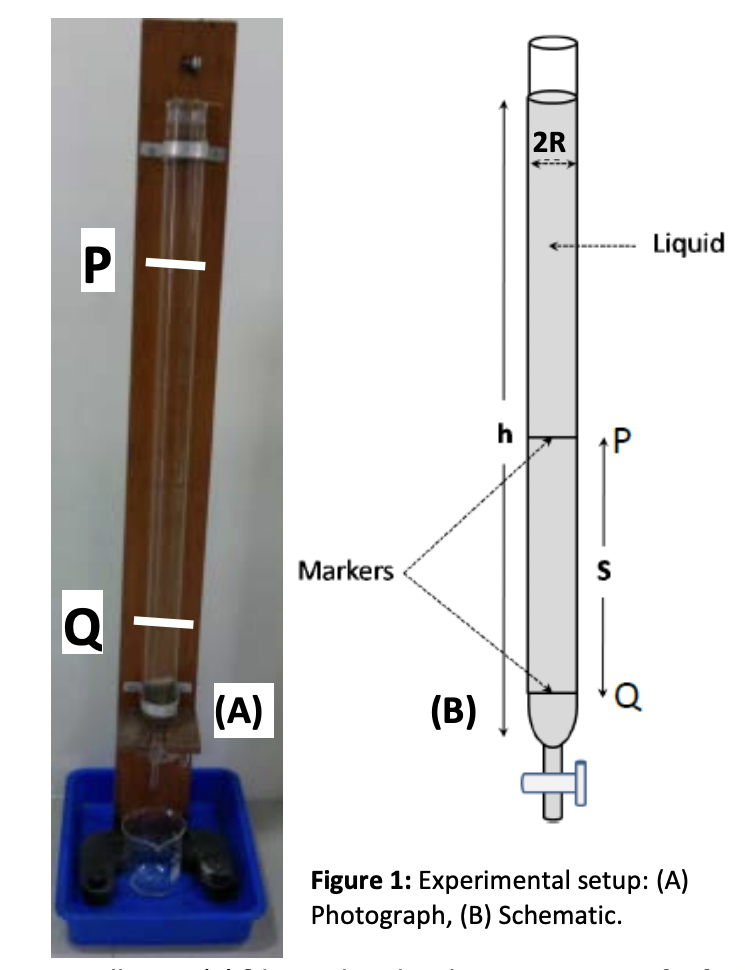 P
Q
(A)
2R
Liquid
h
P
Markers
S
Q
(B)
Figure 1: Experimental setup: (A)
Photograph, (B) Schematic.